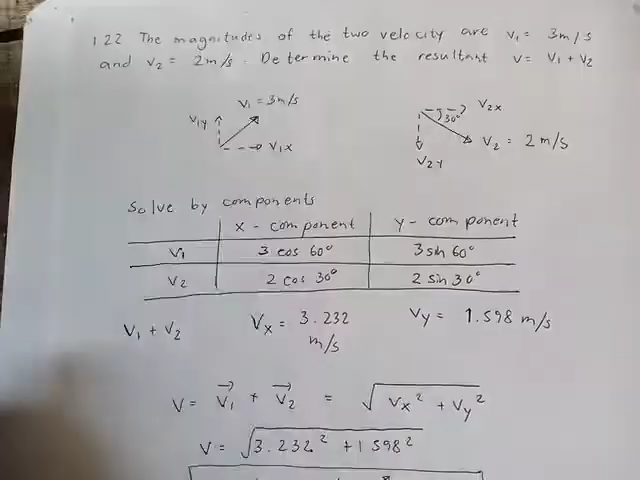 1.22 The magnitudes of the two velocity are V₁ = 3m/s
and V₂ = 2m/s. Determine the resultant V = V₁ + V₂
V₁ = 3m/s
V₁y
V₁x
30°
V₂x
V₂ = 2m/s
V₂y
Solve by components
x - component y - component
V₁ 3 cos 60° 3 sin 60°
V₂ 2 cos 30° 2 sin 30°
V₁ + V₂ Vx = 3.232 m/s Vy = 1.598 m/s
V = V₁ + V₂ = √Vx² + Vy²
V = √3.232² + 1.598²